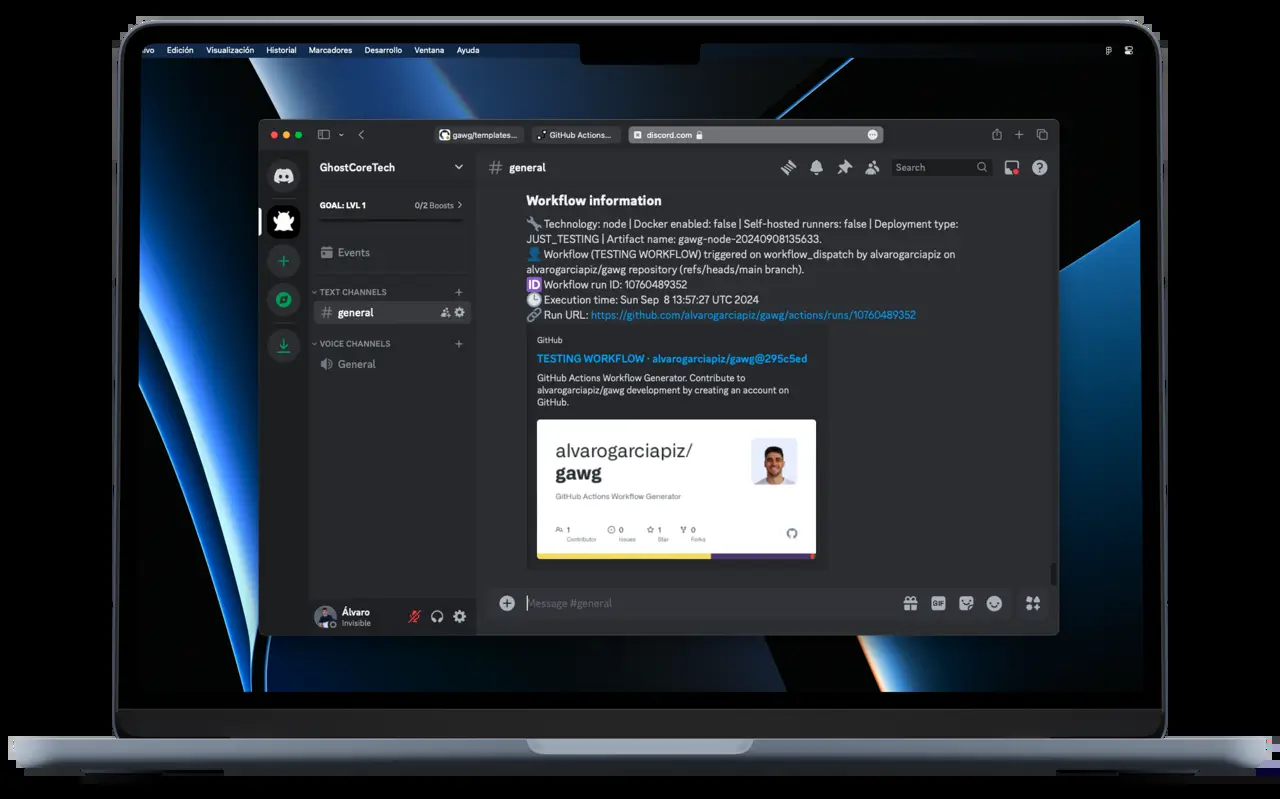 ivo Edición Visualización Historial Marcadores Desarrollo Ventana Ayuda
gawg/templates... GitHub Actions... discord.com
GhostCoreTech
# general
Search
GOAL: LVL 1 0/2 Boosts >
Events
TEXT CHANNELS
# general
VOICE CHANNELS
General
Workflow information
Technology: node | Docker enabled: false | Self-hosted runners: false | Deployment type:
JUST_TESTING | Artifact name: gawg-node-20240908135633.
Workflow (TESTING WORKFLOW) triggered on workflow_dispatch by alvarogarciapiz on
alvarogarciapiz/gawg repository (refs/heads/main branch).
ID Workflow run ID: 10760489352
Execution time: Sun Sep 8 13:57:27 UTC 2024
Run URL: https://github.com/alvarogarciapiz/gawg/actions/runs/10760489352
GitHub
TESTING WORKFLOW · alvarogarciapiz/gawg@295c5ed
GitHub Actions Workflow Generator. Contribute to
alvarogarciapiz/gawg development by creating an account on
GitHub.
alvarogarciapiz/
gawg
GitHub Actions Workflow Generator
1 0 1 0
Contributor Issues Star Forks
Álvaro
Invisible
Message #general
GIF